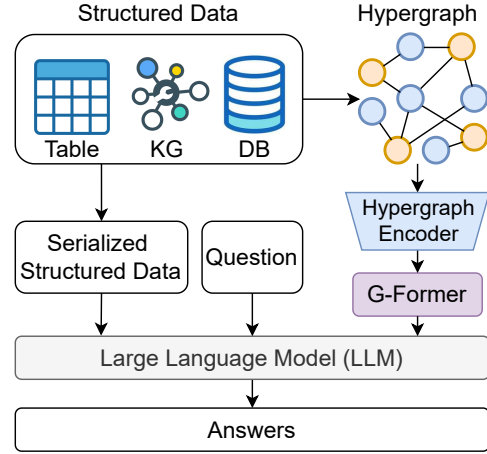 Structured Data
Hypergraph
Table
KG
DB
Serialized
Structured Data
Question
Hypergraph
Encoder
G-Former
Large Language Model (LLM)
Answers